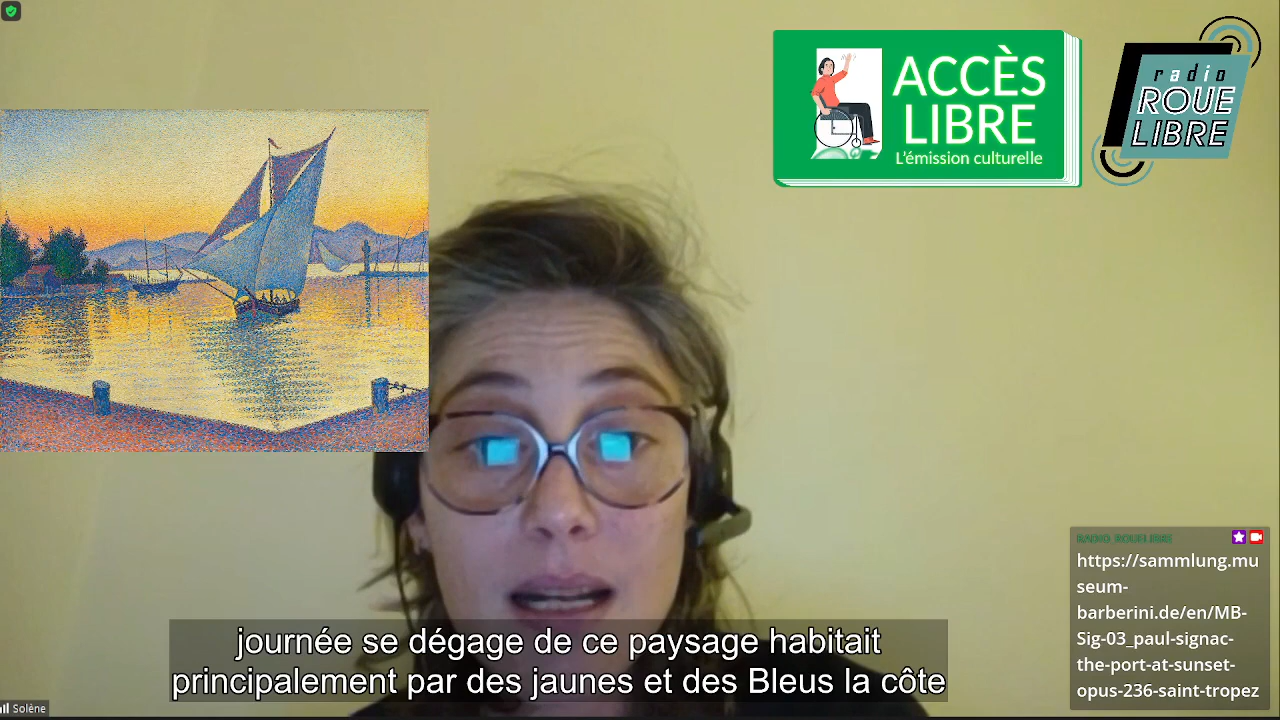 ACCÈS
LIBRE
L'émission culturelle
radio
ROUE
LIBRE
RADIO_ROUELIBRE
https://sammlung.mu
seum-
barberini.de/en/MB-
Sig-03_paul-signac-
the-port-at-sunset-
opus-236-saint-tropez
journée se dégage de ce paysage habitait
principalement par des jaunes et des Bleus la côte
Solène